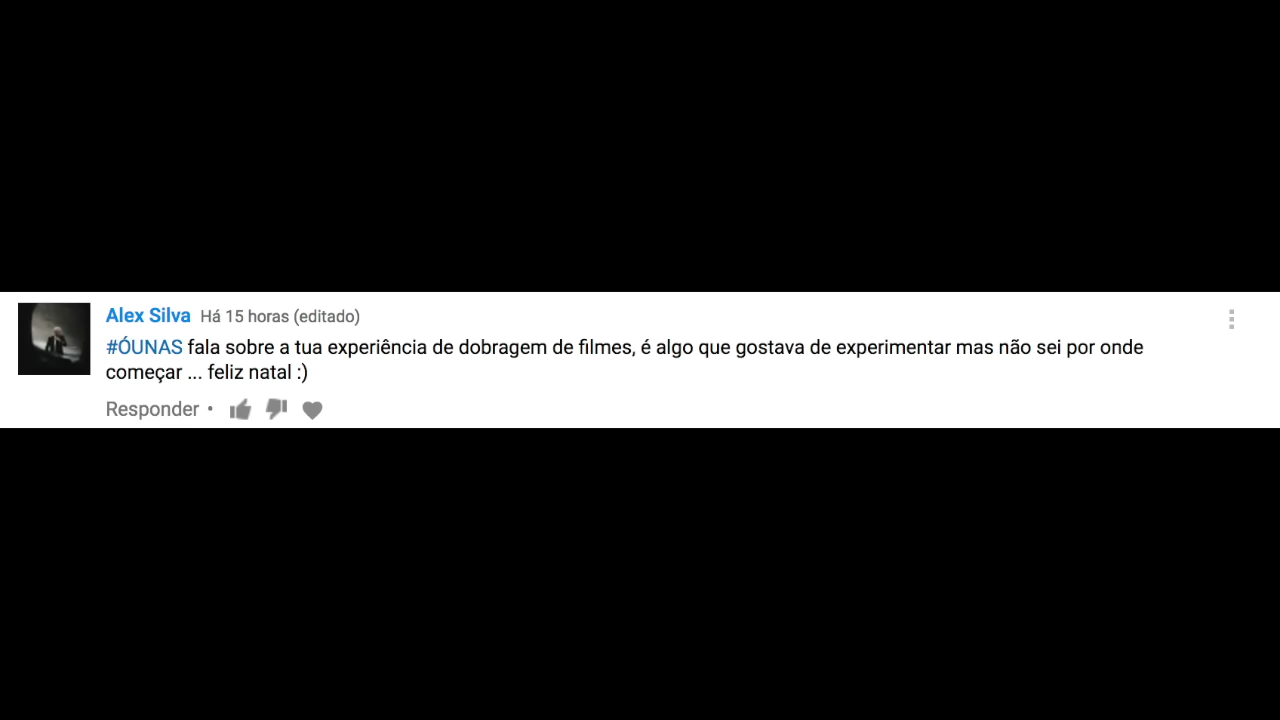 Alex Silva Há 15 horas (editado)
#ÓUNAS fala sobre a tua experiência de dobragem de filmes, é algo que gostava de experimentar mas não sei por onde
começar ... feliz natal :)
Responder •